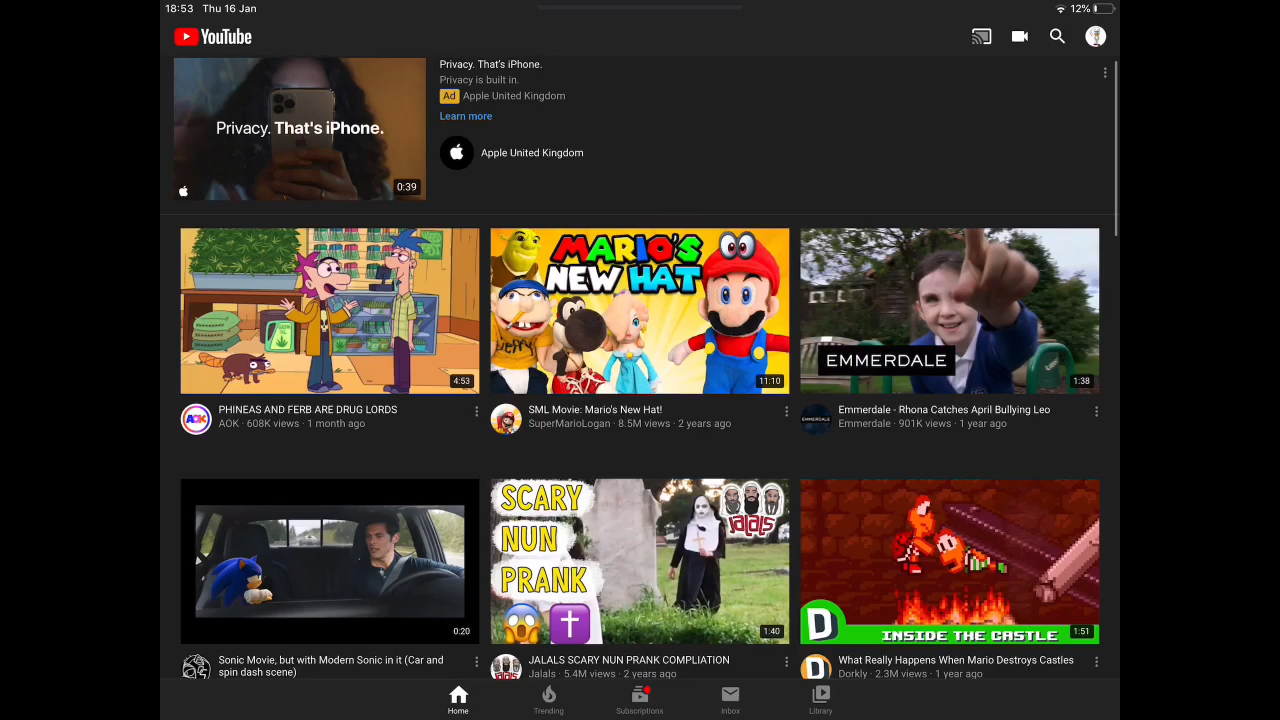 18:53 Thu 16 Jan
12%
YouTube
Privacy. That's iPhone.
0:39
Privacy. That's iPhone.
Privacy is built in.
Ad Apple United Kingdom
Learn more
Apple United Kingdom
4:53
MARIO'S
NEW HAT
11:10
EMMERDALE
1:38
AOK
PHINEAS AND FERB ARE DRUG LORDS
AOK · 608K views · 1 month ago
SML Movie: Mario's New Hat!
SuperMarioLogan · 8.5M views · 2 years ago
EMMERDALE
Emmerdale - Rhona Catches April Bullying Leo
Emmerdale · 901K views · 1 year ago
0:20
SCARY
NUN
PRANK
JALALS
1:40
D
INSIDE THE CASTLE
1:51
Sonic Movie, but with Modern Sonic in it (Car and
spin dash scene)
JALALS SCARY NUN PRANK COMPLIATION
Jalals · 5.4M views · 2 years ago
D
What Really Happens When Mario Destroys Castles
Dorkly · 2.3M views · 1 year ago
Home
Trending
Subscriptions
Inbox
Library